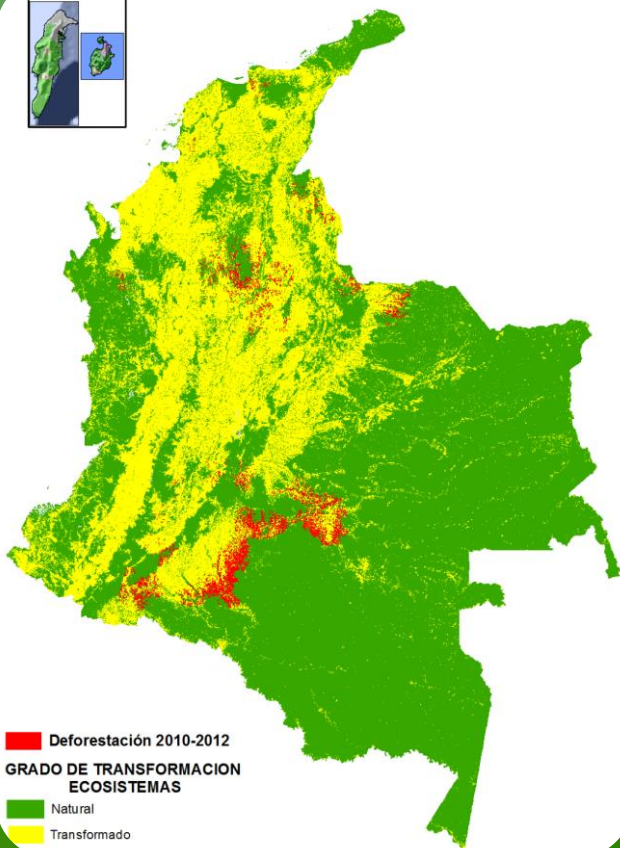 Deforestación 2010-2012
GRADO DE TRANSFORMACION
ECOSISTEMAS
Natural
Transformado